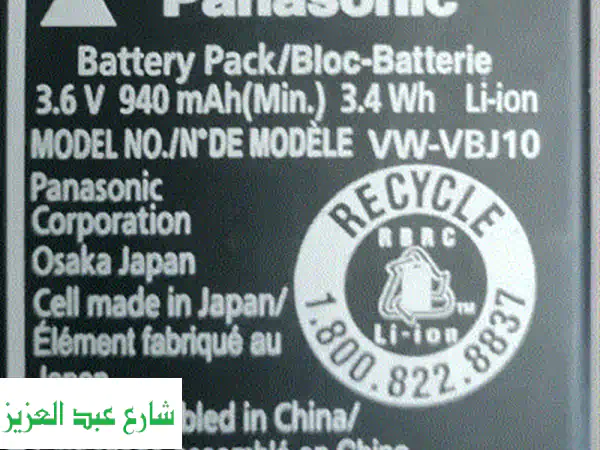 Panasonic
Battery Pack/Bloc-Batterie
3.6 V 940 mAh(Min.) 3.4 Wh Li-ion
MODEL NO./N°DE MODÈLE VW-VBJ10
Panasonic
Corporation
Osaka Japan
Cell made in Japan/
Élément fabriqué au
Japon
RECYCLE
RBRC
TM
Li-ion
1.800.822.8837
شارع عبد العزيز
bled in China/